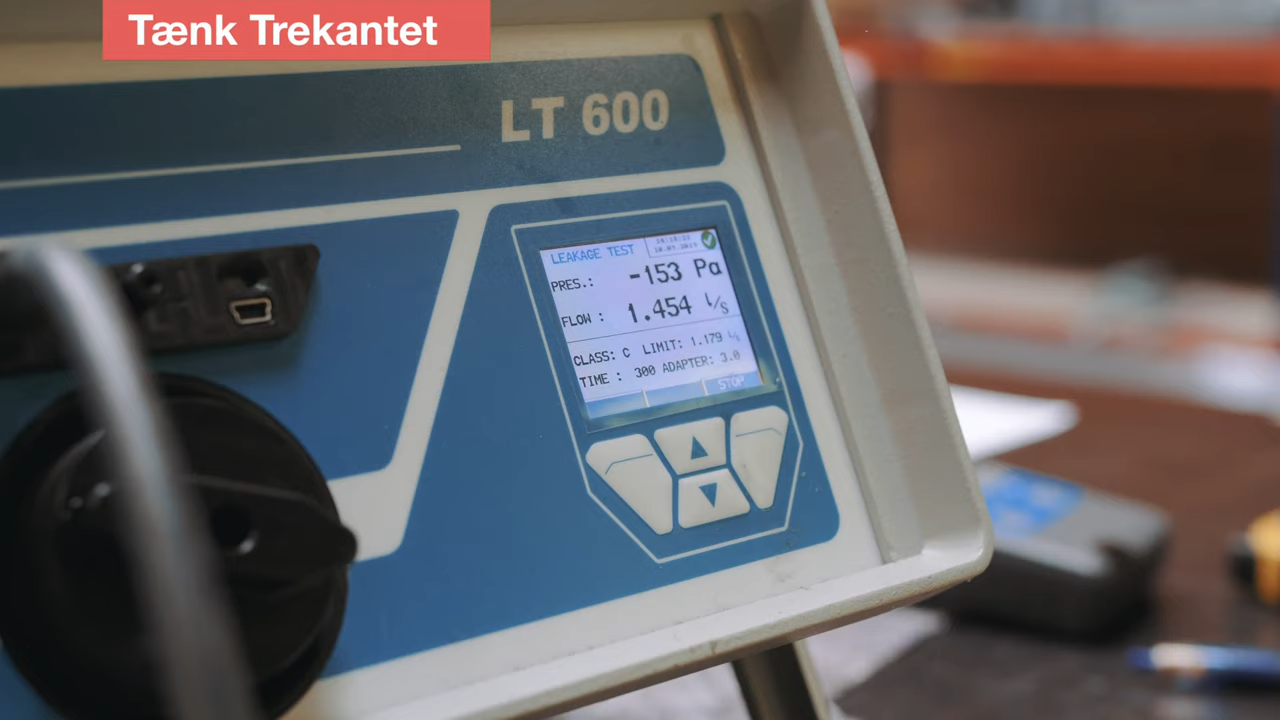 Tænk Trekantet
LT 600
LEAKAGE TEST
PRES.: -153 Pa
FLOW : 1.454 l/s
CLASS: C LIMIT: 1.179 l/s
TIME : 300 ADAPTER: 3.0
STOP